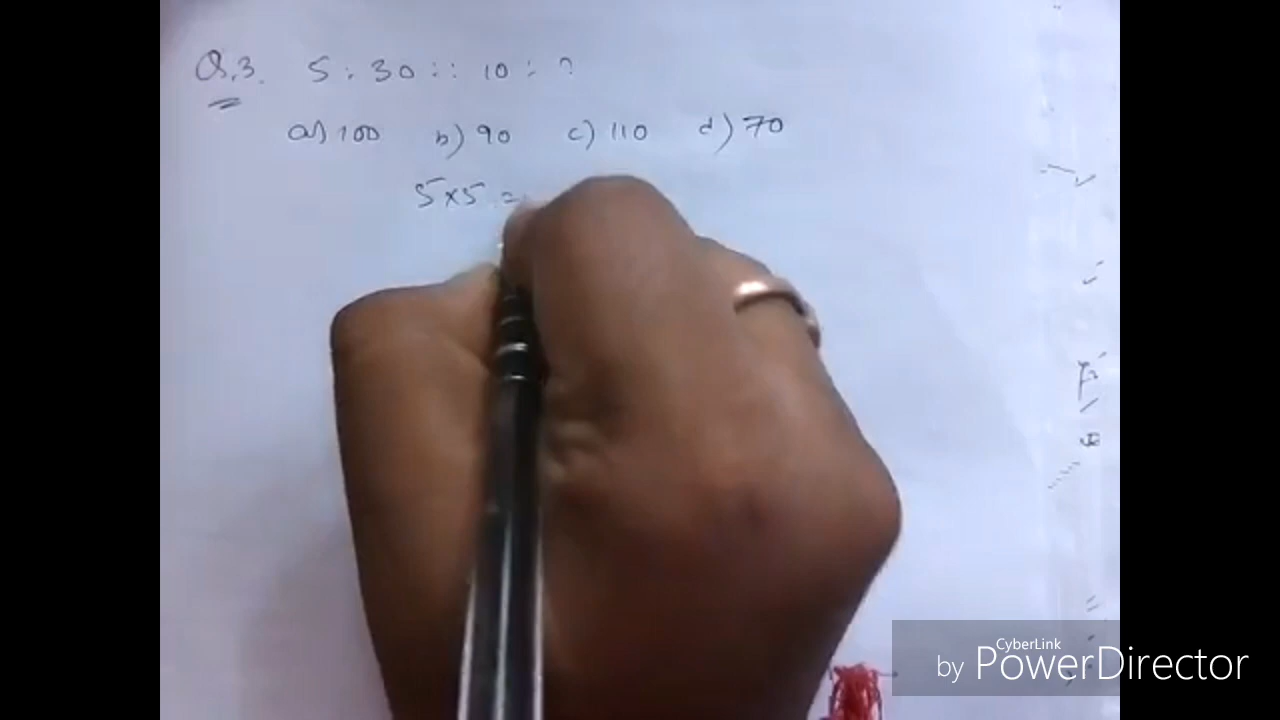 Q.3. 5 : 30 :: 10 : ?
a) 100 b) 90 c) 110 d) 70
5x5 =
CyberLink
by PowerDirector